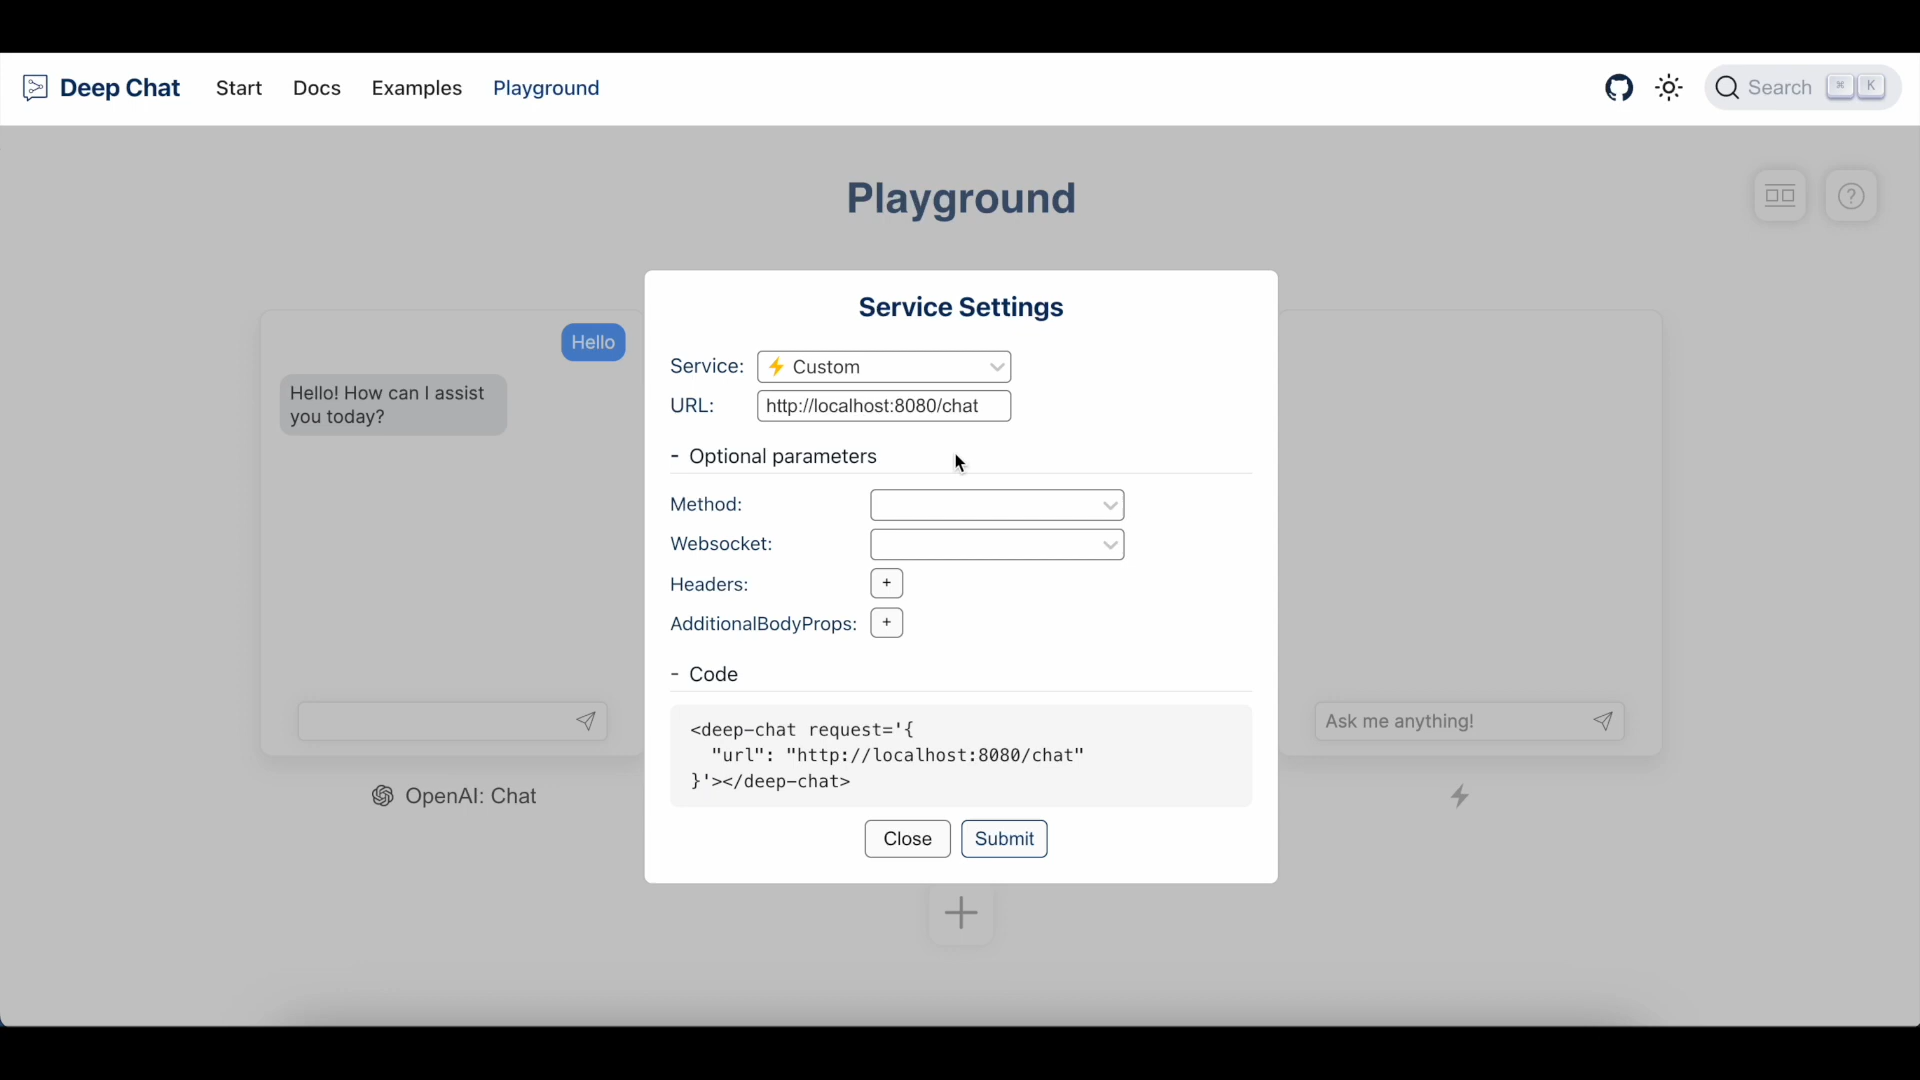 Deep Chat Start Docs Examples Playground Search ⌘ K
Playground
Service Settings
Hello
Hello! How can I assist
you today?
Service: Custom
URL: http://localhost:8080/chat
- Optional parameters
Method:
Websocket:
Headers: +
AdditionalBodyProps: +
- Code
<deep-chat request='{
"url": "http://localhost:8080/chat"
}'></deep-chat>
Ask me anything!
OpenAI: Chat
Close Submit